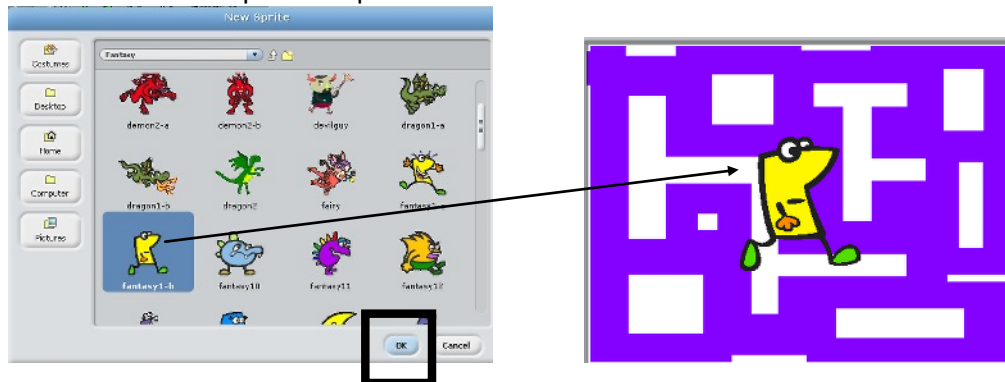 New Sprite
Costumes
Fantasy
Desktop
demon2-a demon2-b devilguy dragon1-a
Home
Computer
dragon1-b dragon2 fairy fantasy1-a
Pictures
fantasy1-b fantasy10 fantasy11 fantasy12
OK Cancel